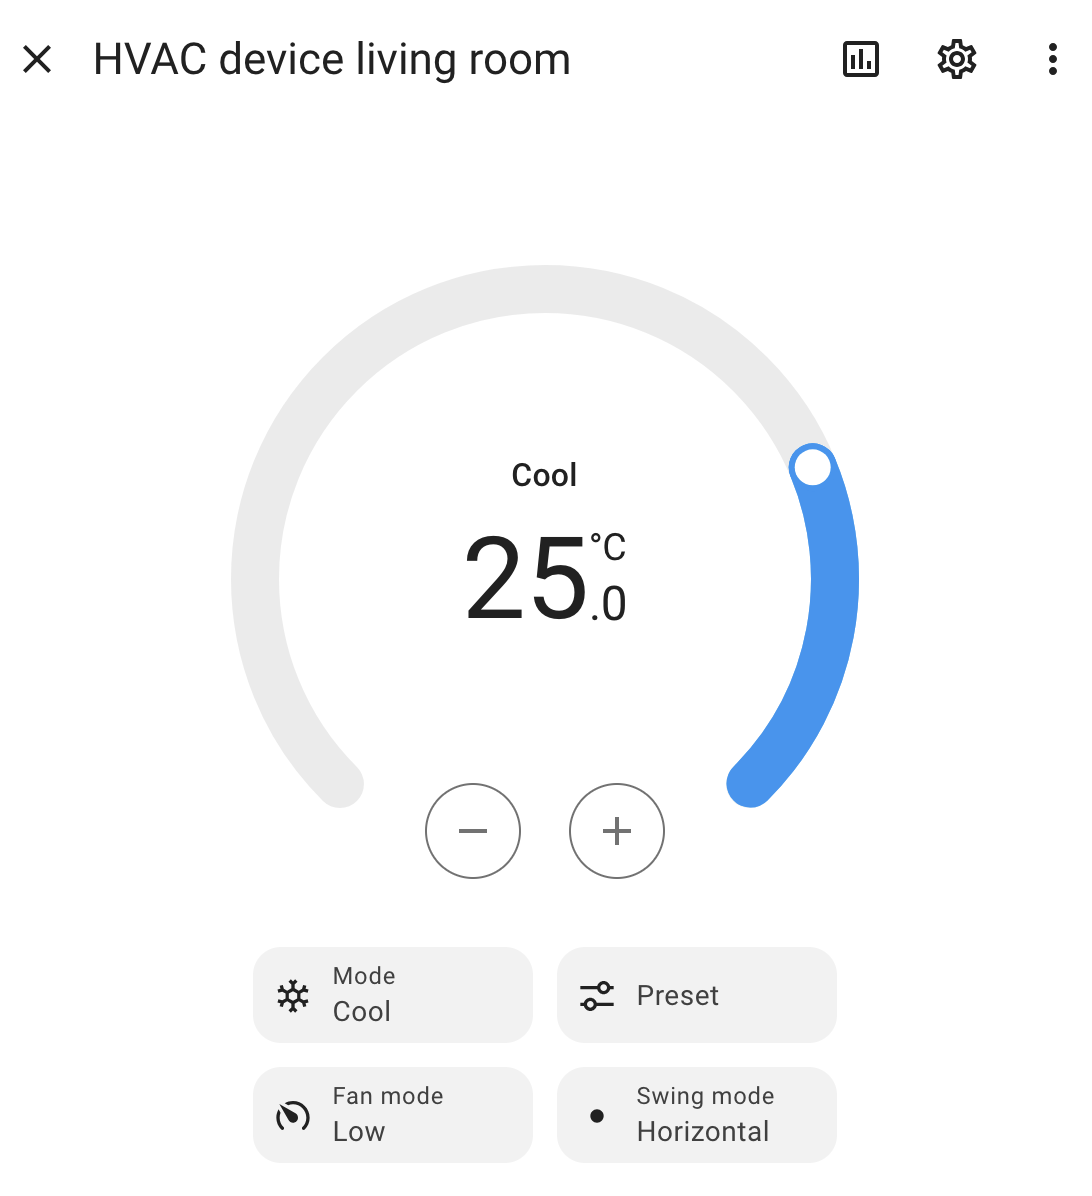 HVAC device living room
Cool
25.0 °C
Mode
Cool
Preset
Fan mode
Low
Swing mode
Horizontal